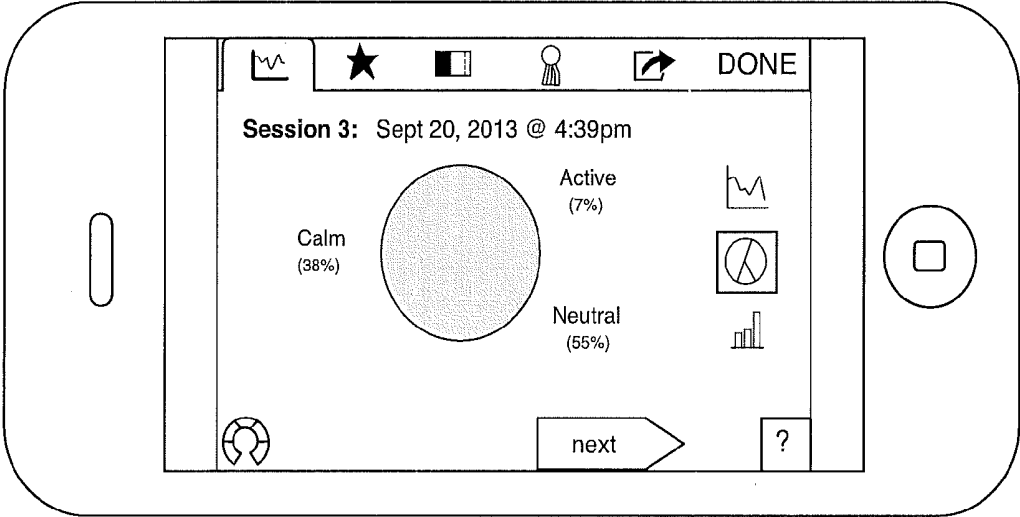 DONE
Session 3: Sept 20, 2013 @ 4:39pm
Active
(7%)
Calm
(38%)
Neutral
(55%)
next
?